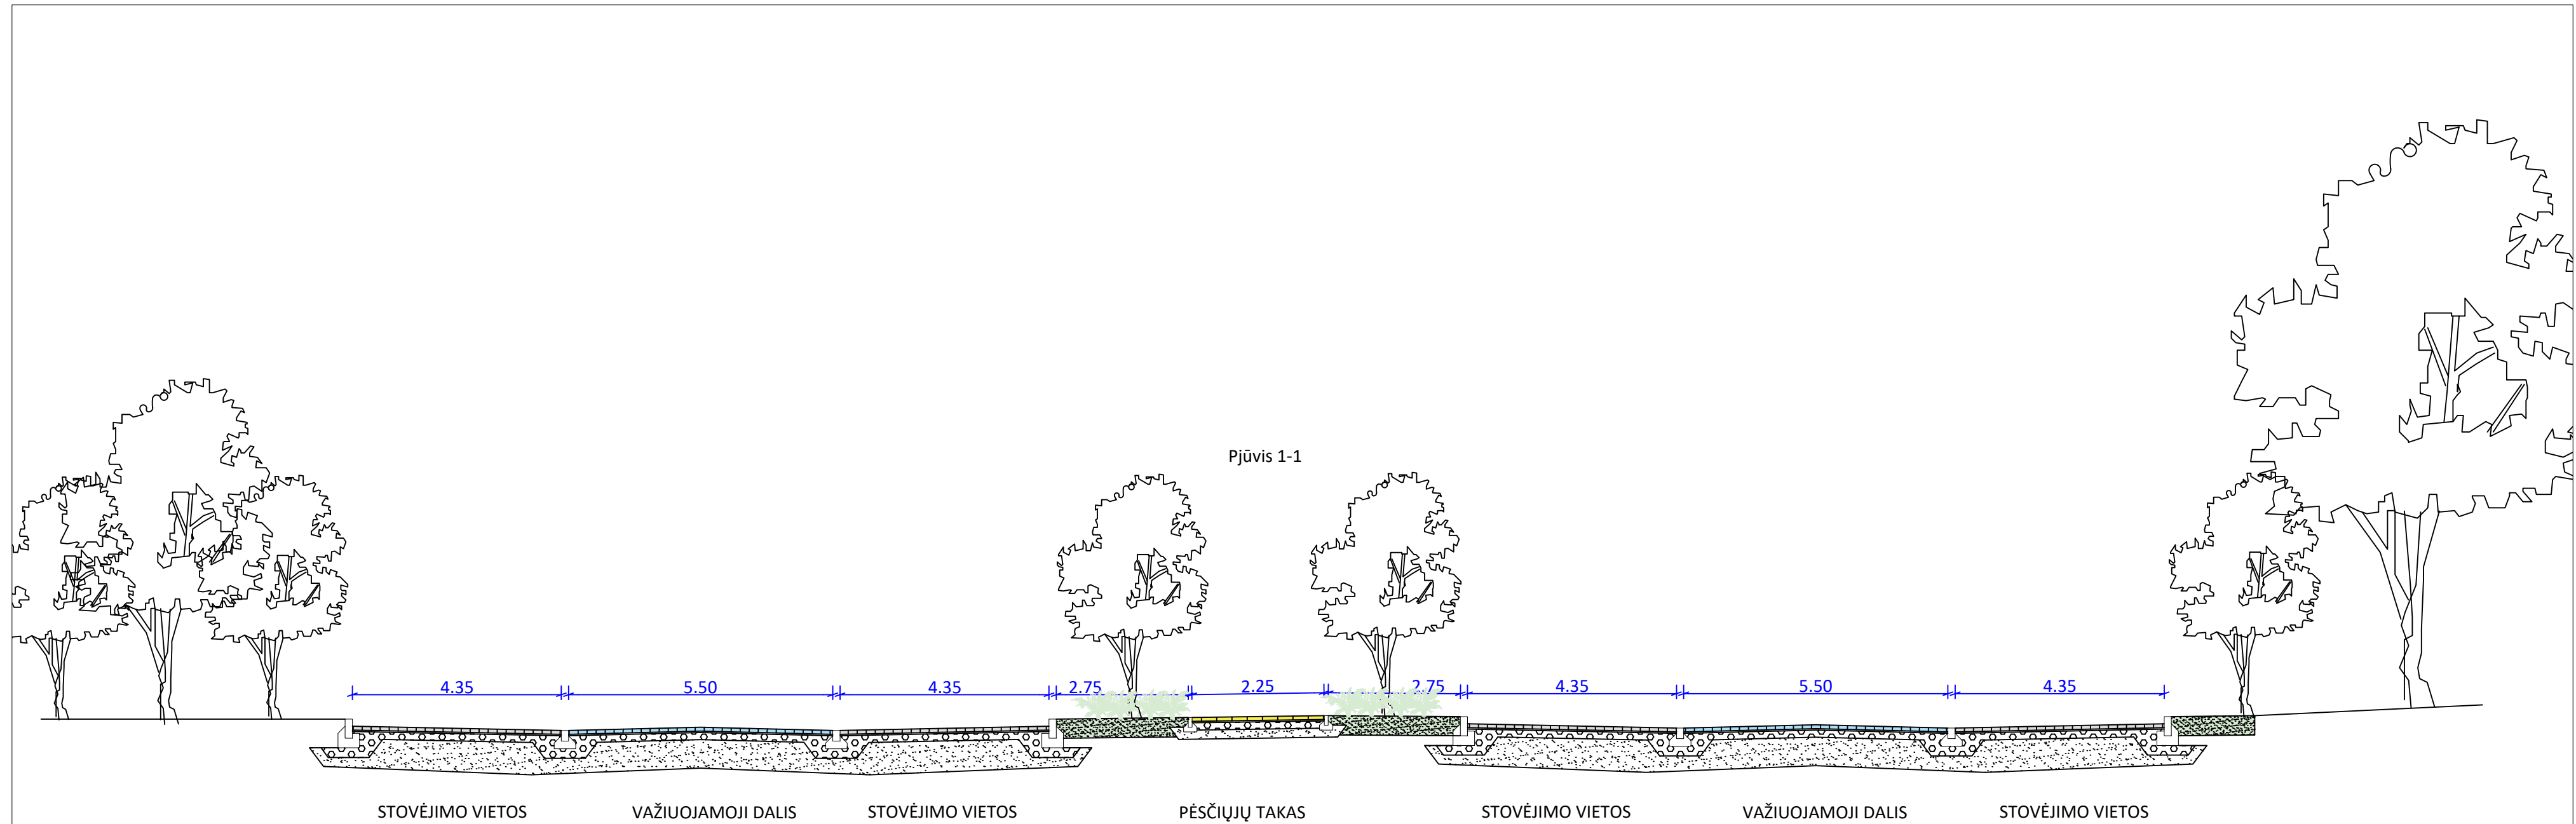 Pjūvis 1-1
4.35 5.50 4.35 2.75 2.25 2.75 4.35 5.50 4.35
STOVĖJIMO VIETOS VAŽIUOJAMOJI DALIS STOVĖJIMO VIETOS PĖSČIŲJŲ TAKAS STOVĖJIMO VIETOS VAŽIUOJAMOJI DALIS STOVĖJIMO VIETOS